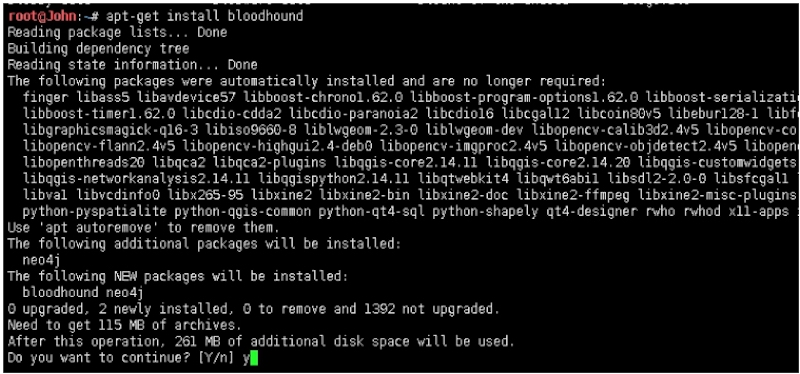 root@John:~# apt-get install bloodhound
Reading package lists... Done
Building dependency tree
Reading state information... Done
The following packages were automatically installed and are no longer required:
finger libass5 libavdevice57 libboost-chrono1.62.0 libboost-program-options1.62.0 libboost-serializatio
libboost-timer1.62.0 libcdio-cdda2 libcdio-paranoia2 libcdio16 libcgal12 libcoin80v5 libebur128-1 libf
libgraphicsmagick-q16-3 libiso9660-8 liblwgeom-2.3-0 liblwgeom-dev libopencv-calib3d2.4v5 libopencv-co
libopencv-flann2.4v5 libopencv-highgui2.4-deb0 libopencv-imgproc2.4v5 libopencv-objdetect2.4v5 libopen
libopenthreads20 libqca2 libqca2-plugins libqgis-core2.14.11 libqgis-core2.14.20 libqgis-customwidgets
libqgis-networkanalysis2.14.11 libqgispython2.14.11 libqtwebkit4 libqwt6abi1 libsdl2-2.0-0 libsfcgal1
libva1 libvcdinfo0 libx265-95 libxine2 libxine2-bin libxine2-doc libxine2-ffmpeg libxine2-misc-plugins
python-pyspatialite python-qgis-common python-qt4-sql python-shapely qt4-designer rwho rwhod x11-apps
Use 'apt autoremove' to remove them.
The following additional packages will be installed:
neo4j
The following NEW packages will be installed:
bloodhound neo4j
0 upgraded, 2 newly installed, 0 to remove and 1392 not upgraded.
Need to get 115 MB of archives.
After this operation, 261 MB of additional disk space will be used.
Do you want to continue? [Y/n] y